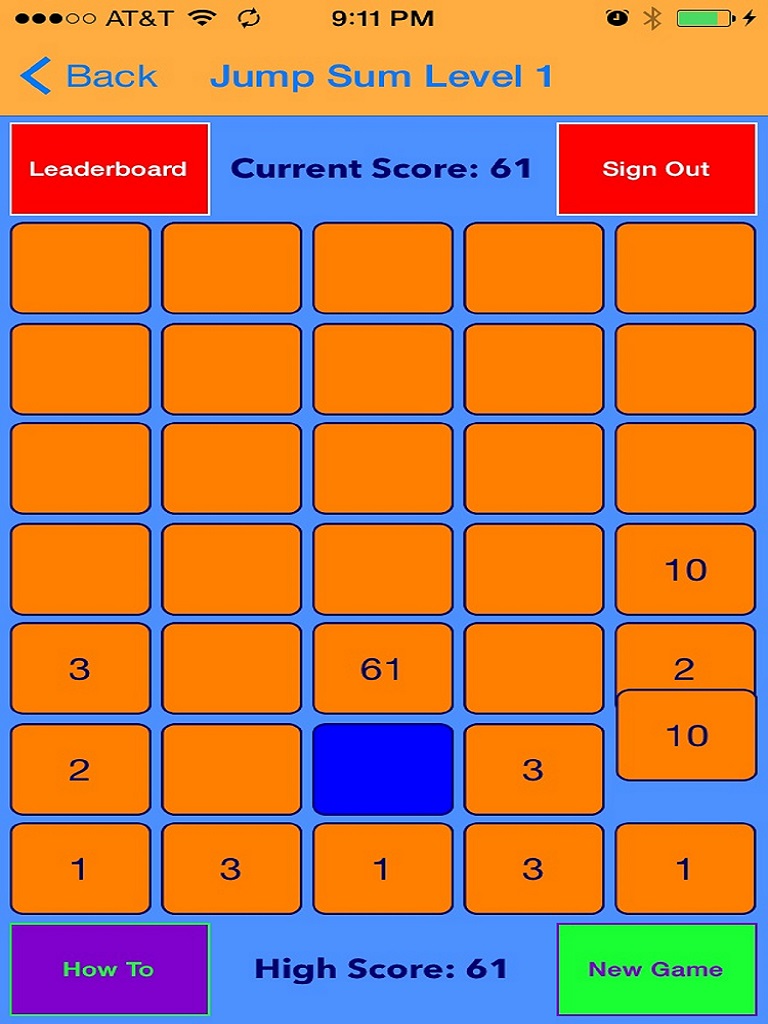 AT&T 9:11 PM
Back Jump Sum Level 1
Leaderboard Current Score: 61 Sign Out
10
3 61 2
10
2 3
1 3 1 3 1
How To High Score: 61 New Game